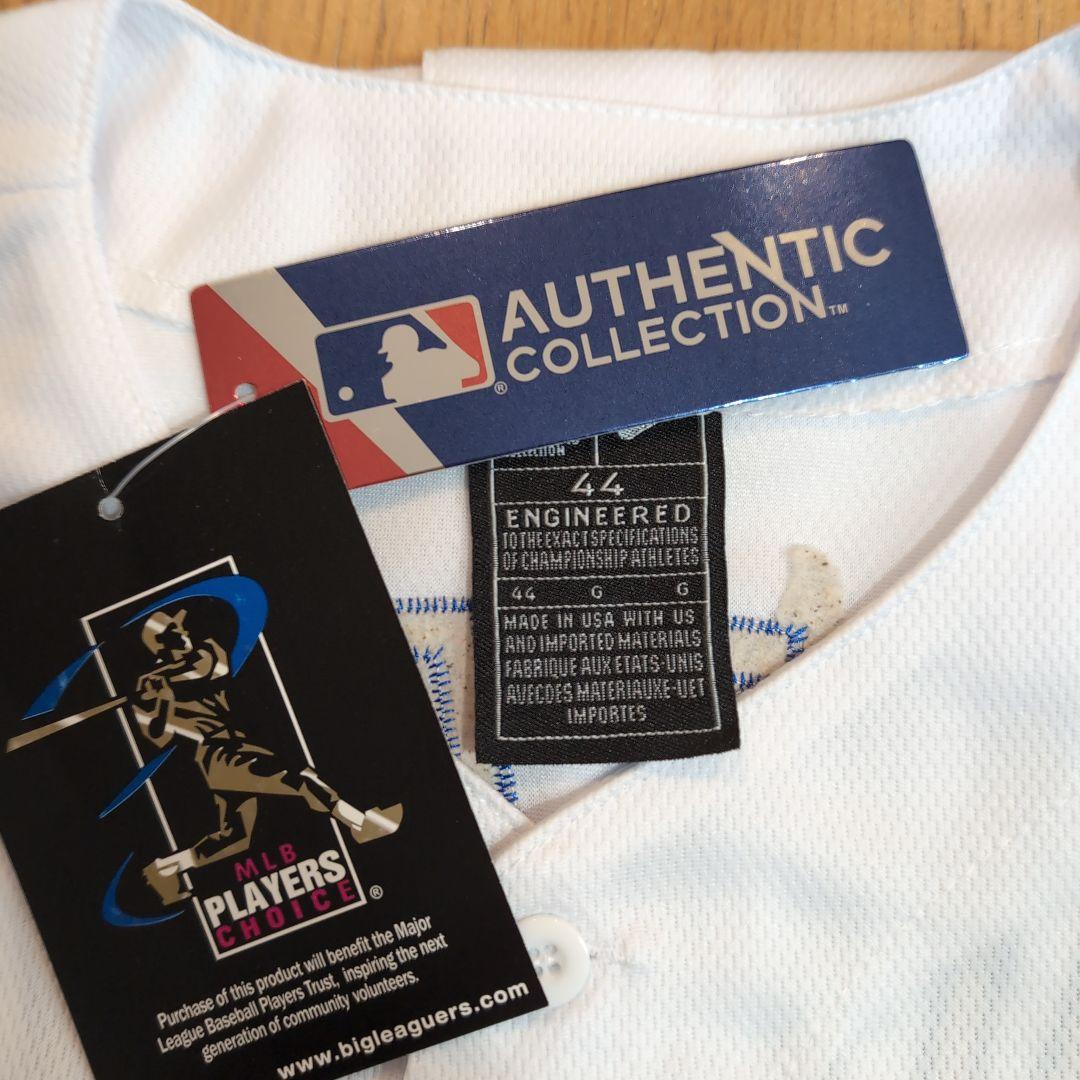 AUTHENTIC
COLLECTION™
®
COLLECTION
44
ENGINEERED
TO THE EXACT SPECIFICATIONS
OF CHAMPIONSHIP ATHLETES
44 G G
MADE IN USA WITH US
AND IMPORTED MATERIALS
FABRIQUE AUX ETATS-UNIS
AVECDES MATERIAUXE-UET
IMPORTES
MLB
PLAYERS
CHOICE®
Purchase of this product will benefit the Major
League Baseball Players Trust, inspiring the next
generation of community volunteers.
www.bigleaguers.com